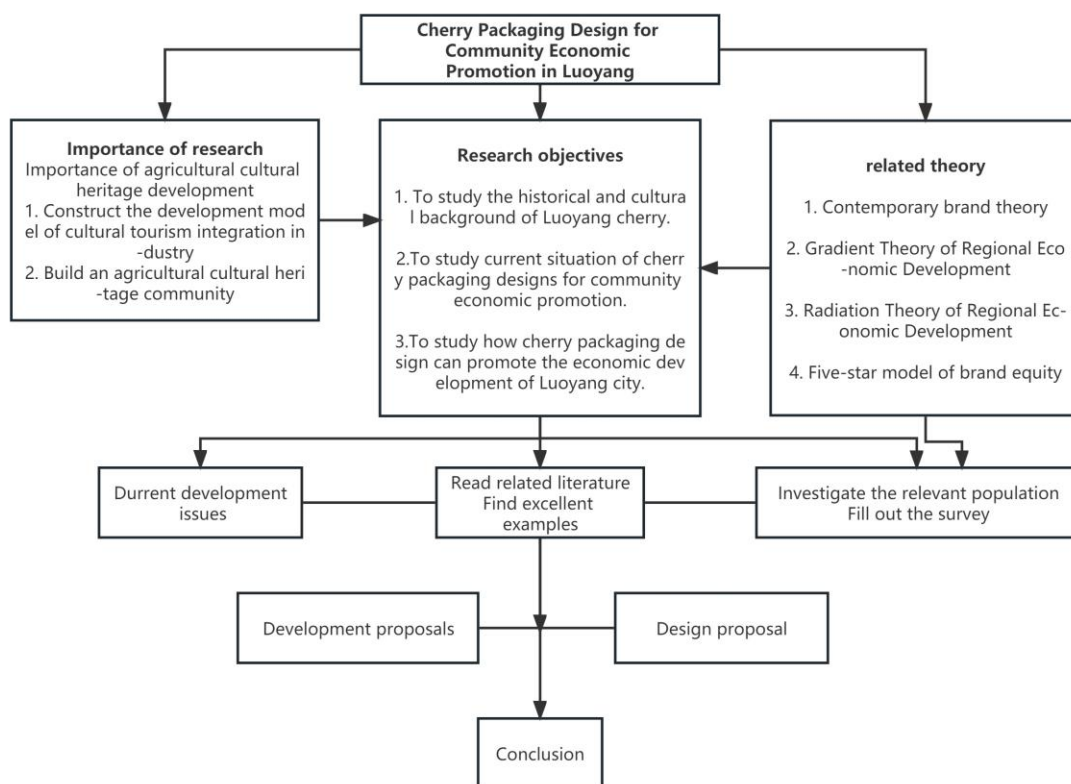 Cherry Packaging Design for
Community Economic
Promotion in Luoyang
Importance of research
Importance of agricultural cultural
heritage development
1. Construct the development mod
el of cultural tourism integration in
-dustry
2. Build an agricultural cultural heri
-tage community
Research objectives
1. To study the historical and cultura
l background of Luoyang cherry.
2.To study current situation of cherr
y packaging designs for community
economic promotion.
3.To study how cherry packaging de
sign can promote the economic dev
elopment of Luoyang city.
related theory
1. Contemporary brand theory
2. Gradient Theory of Regional Eco
-nomic Development
3. Radiation Theory of Regional Ec-
onomic Development
4. Five-star model of brand equity
Durrent development
issues
Read related literature
Find excellent
examples
Investigate the relevant population
Fill out the survey
Development proposals
Design proposal
Conclusion